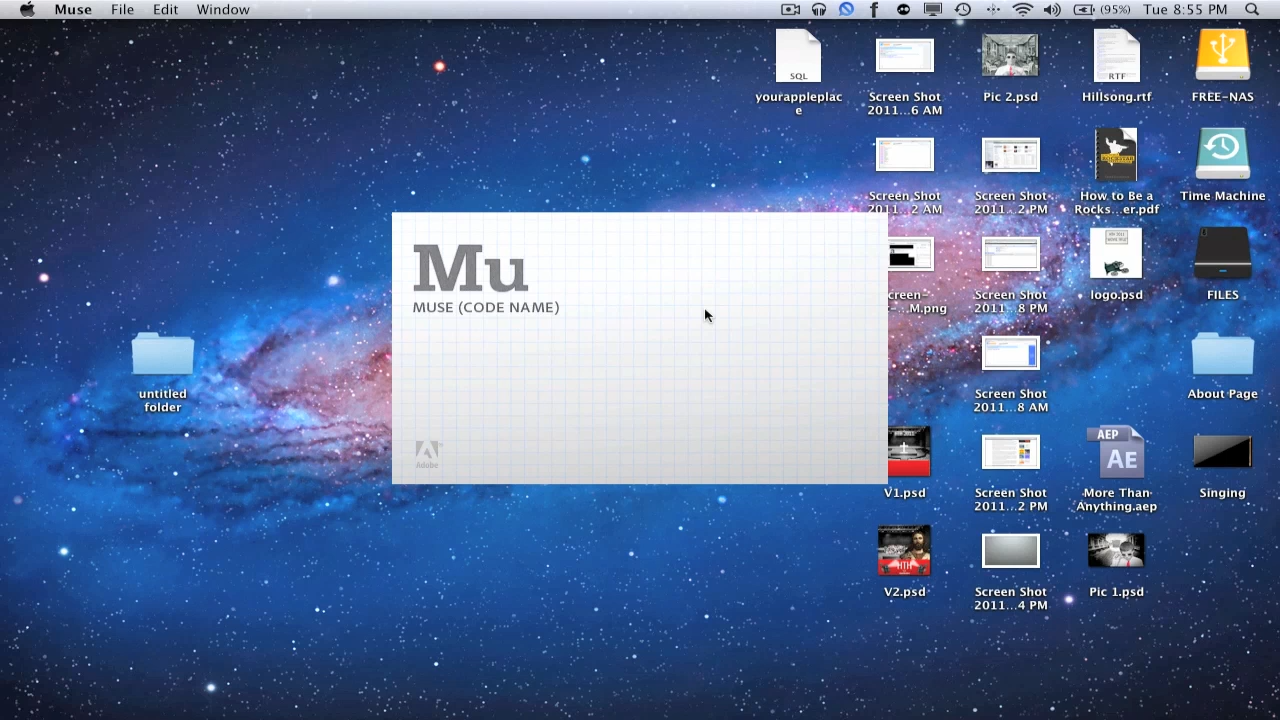 Muse File Edit Window (95%) Tue 8:55 PM
SQL
yourappleplac
e
Screen Shot
2011...6 AM
Pic 2.psd
RTF
Hillsong.rtf
FREE-NAS
Screen Shot
2011...2 AM
Screen Shot
2011...2 PM
ROCKSTAR
How to Be a
Rocks...er.pdf
Time Machine
creen-
-...M.png
Screen Shot
2011...8 PM
logo.psd
FILES
Mu
MUSE (CODE NAME)
Adobe
untitled
folder
Screen Shot
2011...8 AM
About Page
V1.psd
Screen Shot
2011...2 PM
AEP
AE
More Than
Anything.aep
Singing
HTH
V2.psd
Screen Shot
2011...4 PM
Pic 1.psd